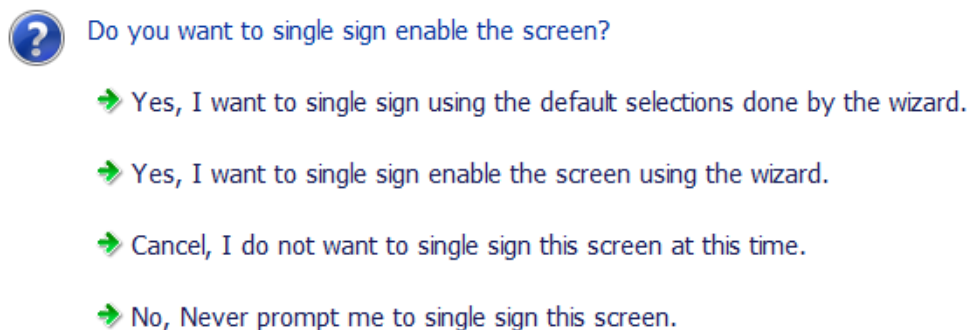 Do you want to single sign enable the screen?
Yes, I want to single sign using the default selections done by the wizard.
Yes, I want to single sign enable the screen using the wizard.
Cancel, I do not want to single sign this screen at this time.
No, Never prompt me to single sign this screen.